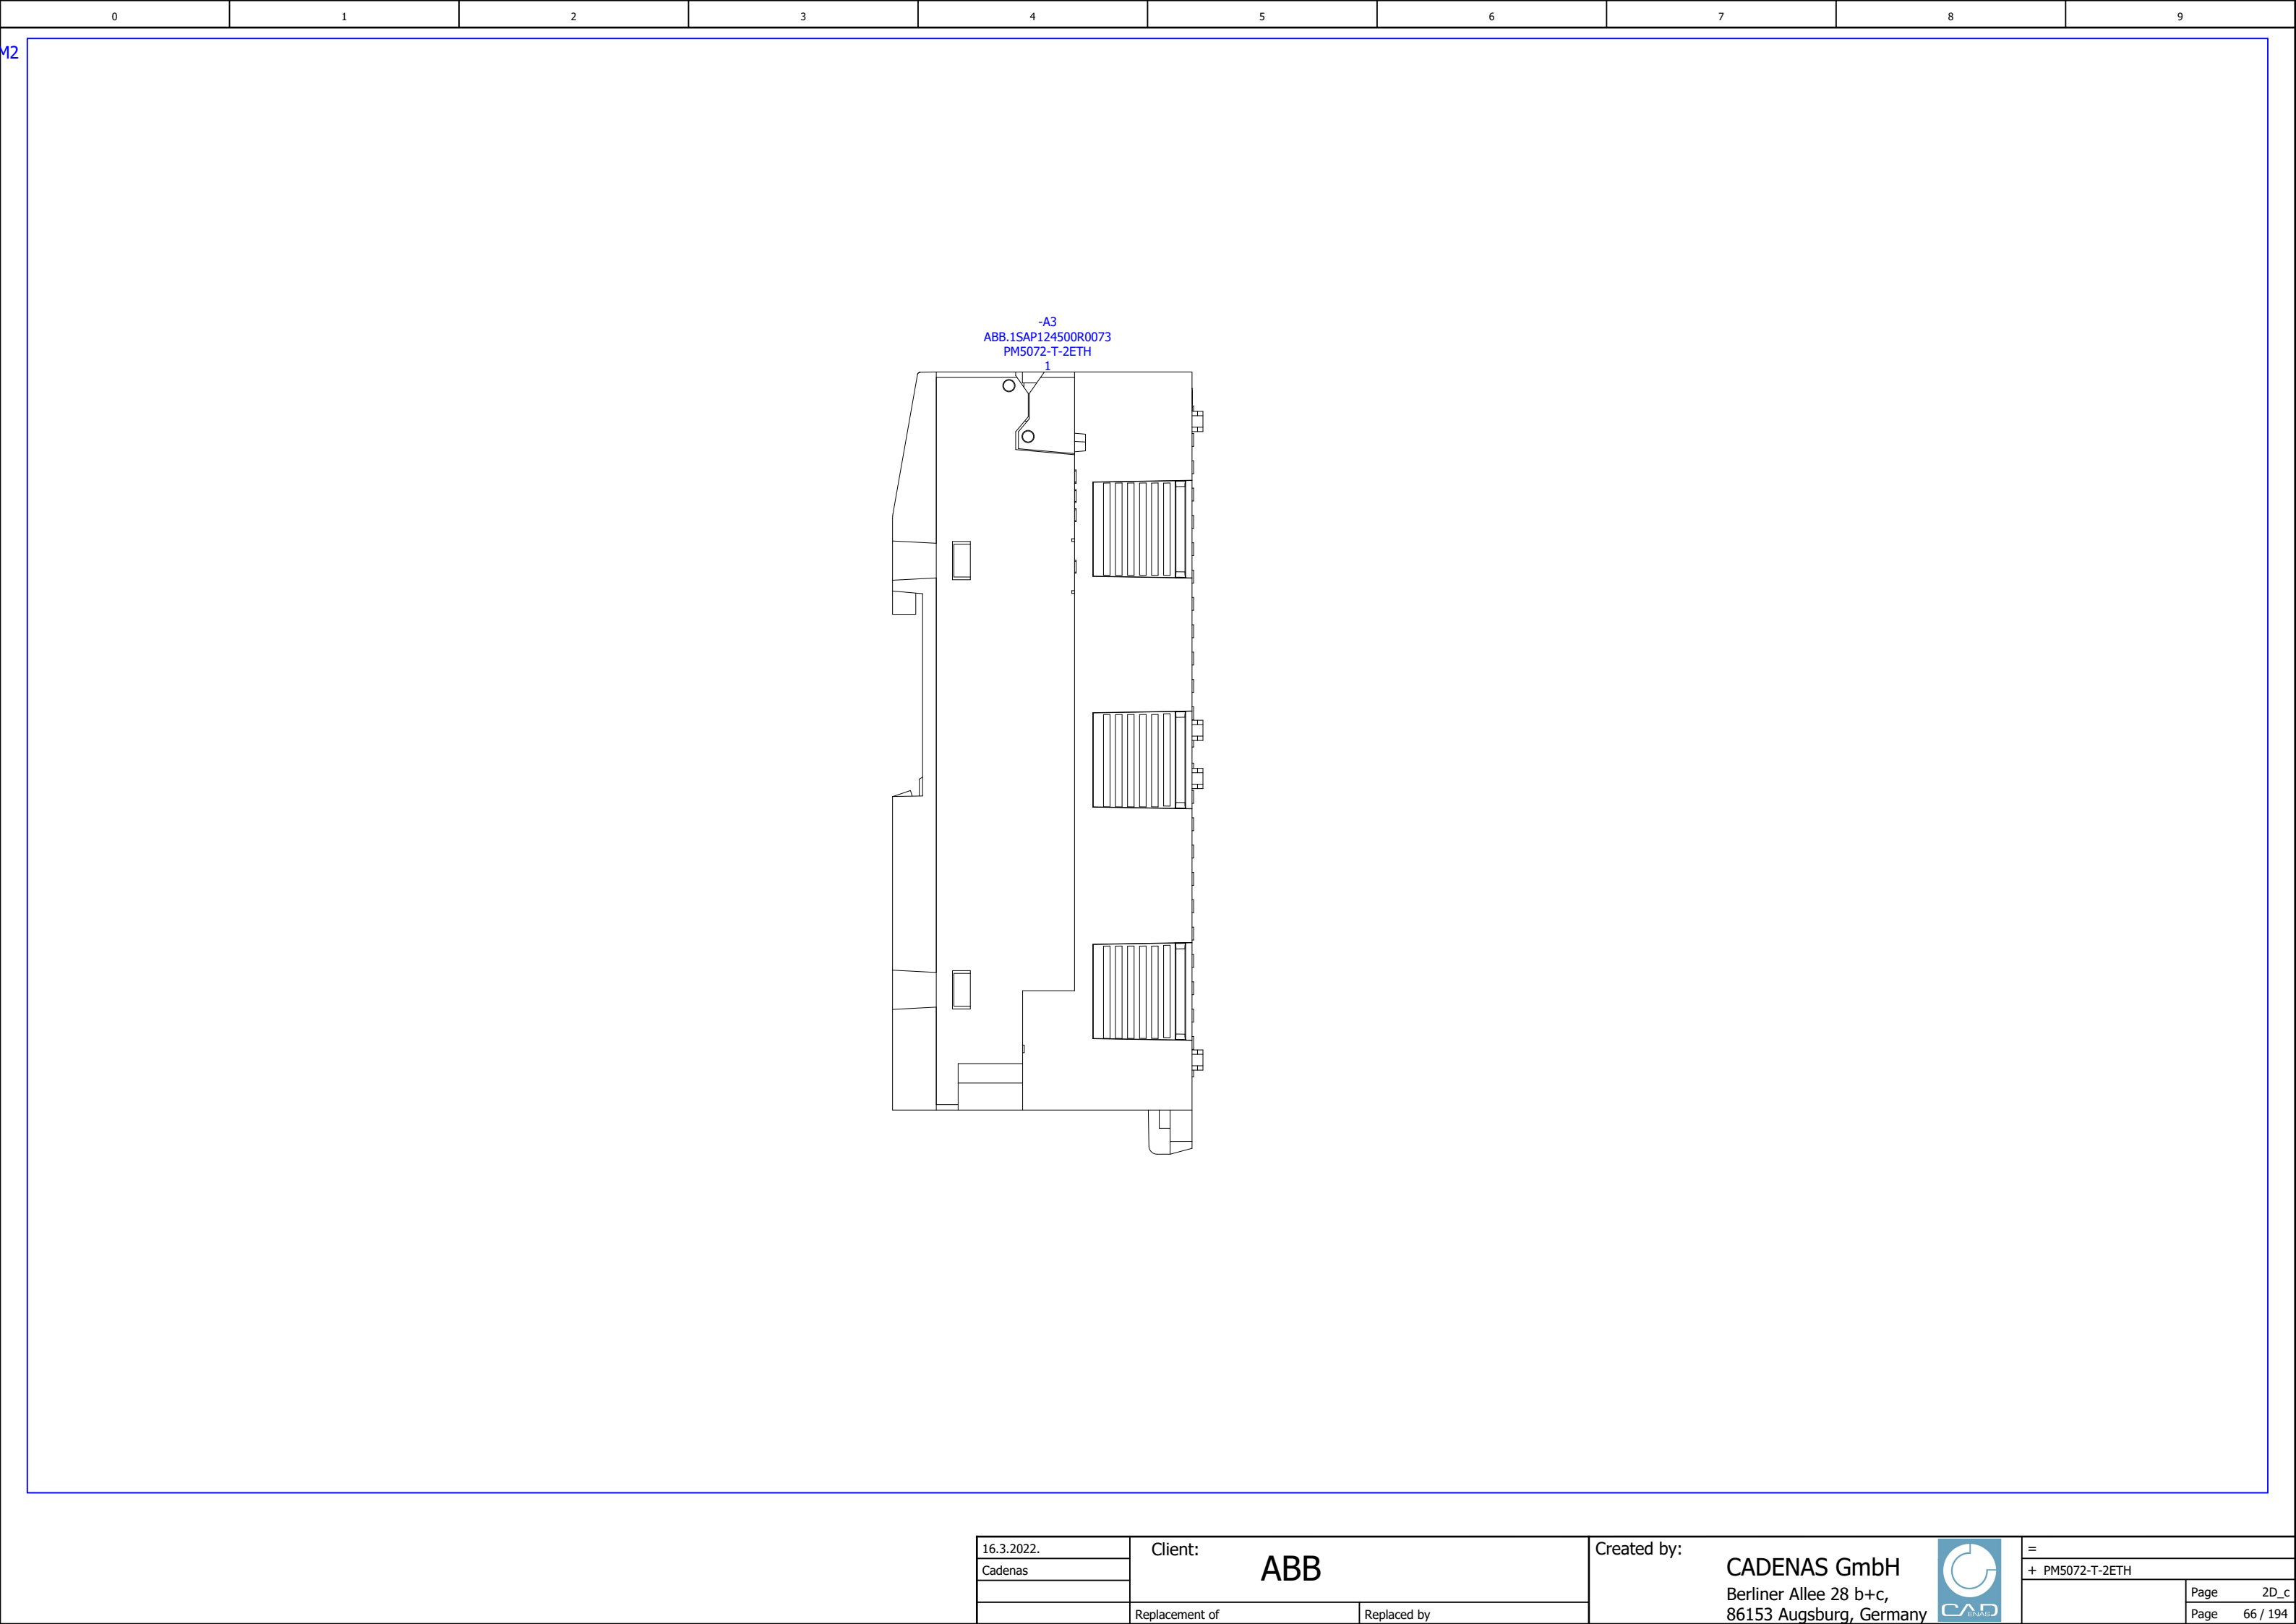 0 1 2 3 4 5 6 7 8 9
M2
-A3
ABB.1SAP124500R0073
PM5072-T-2ETH
1
16.3.2022.
Cadenas
Client:
ABB
Replacement of
Replaced by
Created by:
CADENAS GmbH
Berliner Allee 28 b+c,
86153 Augsburg, Germany
CADENAS
=
+ PM5072-T-2ETH
Page 2D_c
Page 66 / 194